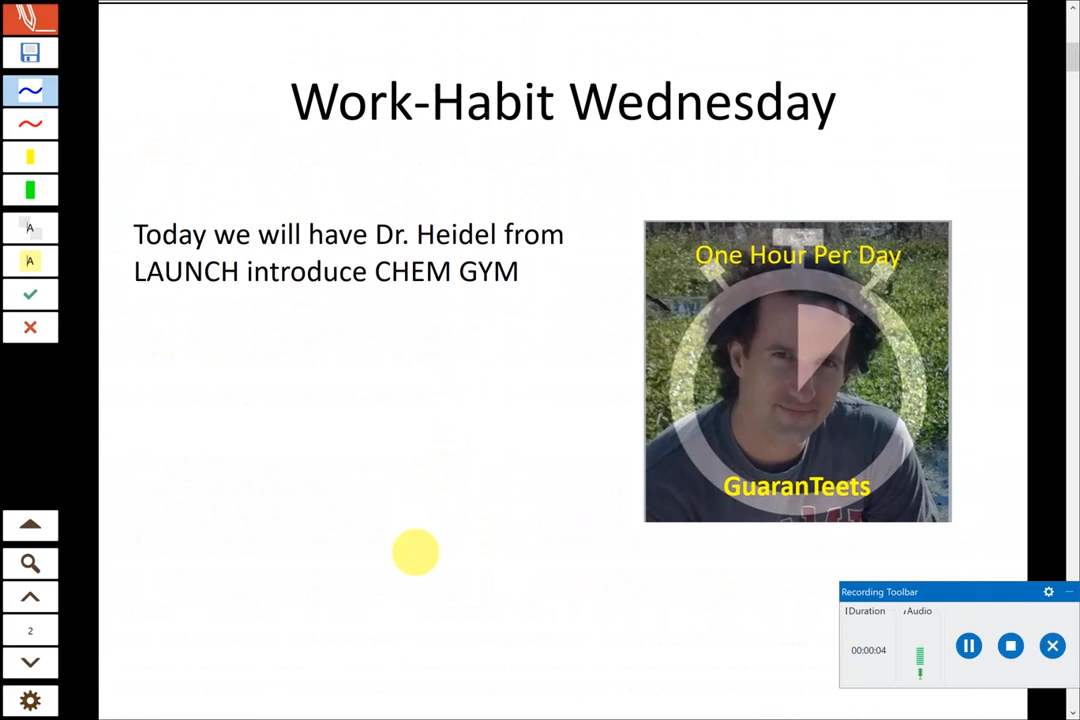 Work-Habit Wednesday
Today we will have Dr. Heidel from
LAUNCH introduce CHEM GYM
One Hour Per Day
GuaranTeets
A
A
2
Recording Toolbar
Duration
Audio
00:00:04